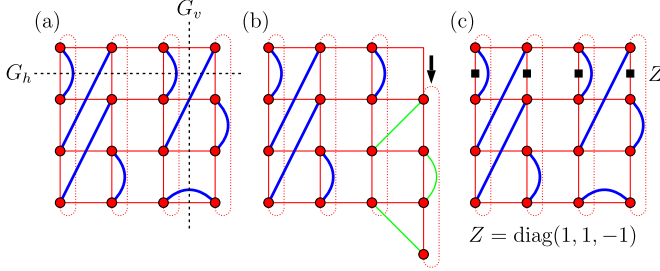 (a)
G_v
G_h
(b)
(c)
Z
Z = diag(1, 1, −1)